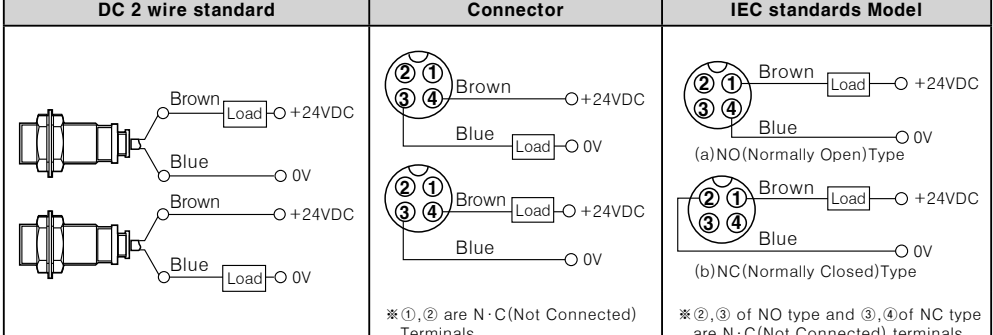 DC 2 wire standard
Brown
Load
+24VDC
Blue
0V
Brown
+24VDC
Blue
Load
0V
Connector
② ①
③ ④
Brown
+24VDC
Blue
Load
0V
② ①
③ ④
Brown
Load
+24VDC
Blue
0V
※①,② are N·C(Not Connected)
Terminals
IEC standards Model
② ①
③ ④
Brown
Load
+24VDC
Blue
0V
(a)NO(Normally Open)Type
② ①
③ ④
Brown
Load
+24VDC
Blue
0V
(b)NC(Normally Closed)Type
※②,③ of NO type and ③,④of NC type
are N·C(Not Connected) terminals